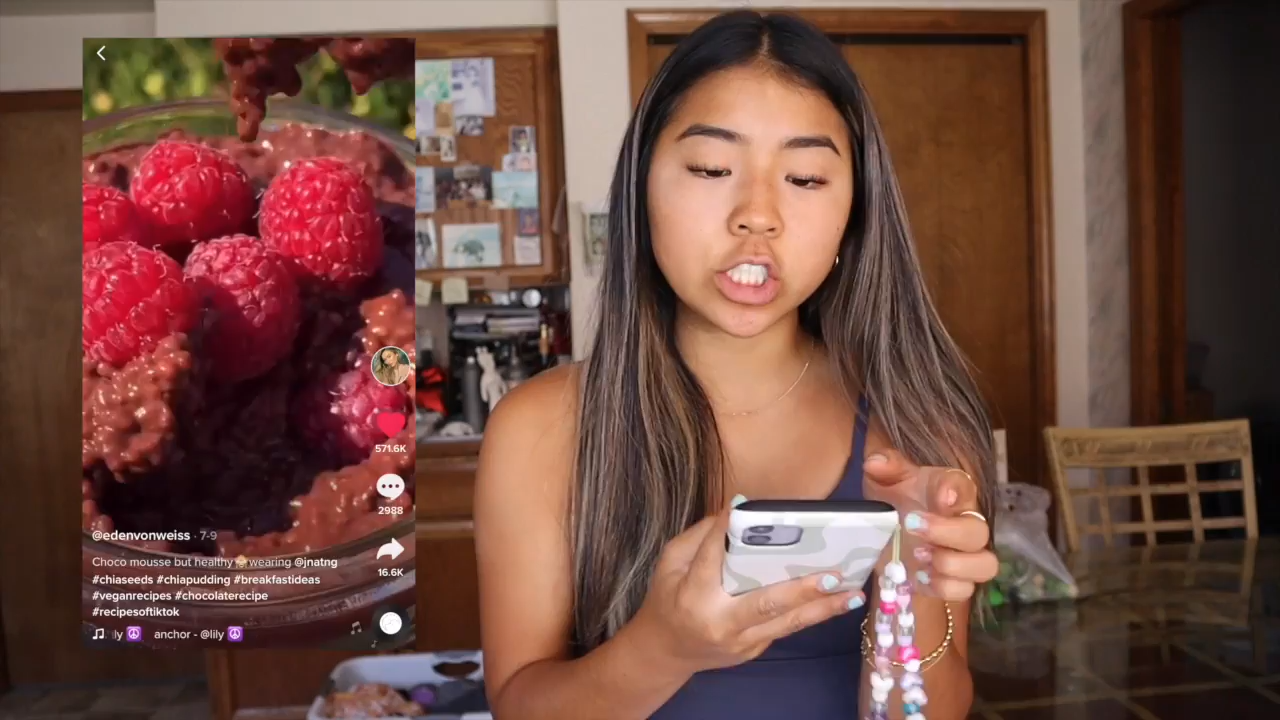 571.6K
2988
@edenvonweiss · 7-9
16.6K
Choco mousse but healthy wearing @jnatng
#chiaseeds #chiapudding #breakfastideas
#veganrecipes #chocolaterecipe
#recipesoftiktok
ly anchor - @lily